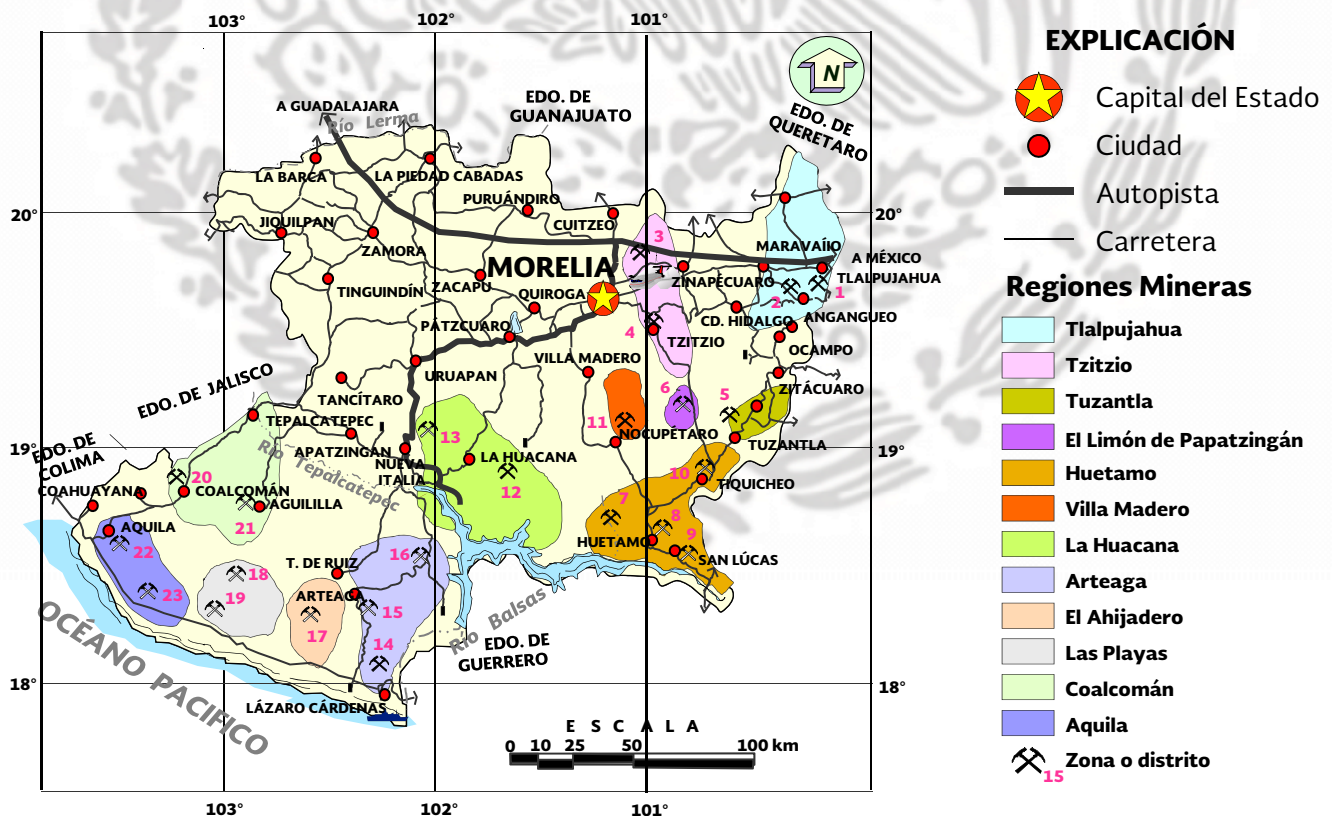 103°
102°
101°
A GUADALAJARA
Río Lerma
EDO. DE
GUANAJUATO
EDO. DE
QUERETARO
N
LA BARCA
LA PIEDAD CABADAS
PURUÁNDIRO
CUITZEO
20°
20°
JIQUILPAN
ZAMORA
3
MARAVAÍIO
A MÉXICO
MORELIA
ZINAPÉCUARO
TLALPUJAHUA
TINGUINDÍN
ZACAPU
QUIROGA
2
1
CD. HIDALGO
ANGANGUEO
PÁTZCUARO
4
TZITZIO
OCAMPO
VILLA MADERO
URUAPAN
ZITÁCUARO
EDO. DE JALISCO
TANCÍTARO
6
5
TEPALCATEPEC
11
NOCUPÉTARO
TUZANTLA
19°
19°
EDO. DE
COLIMA
Río Tepalcatepec
APATZINGÁN
NUEVA
ITALIA
13
LA HUACANA
12
10
TIQUICHEO
COAHUAYANA
20
COALCOMÁN
AGUILILLA
21
7
8
9
AQUILA
22
HUETAMO
SAN LÚCAS
T. DE RUIZ
16
18
19
23
ARTEAGA
15
17
14
Río Balsas
EDO. DE
GUERRERO
OCÉANO PACIFICO
18°
18°
LÁZARO CÁRDENAS
E S C A L A
0 10 25 50 100 km
103°
102°
101°
EXPLICACIÓN
Capital del Estado
Ciudad
Autopista
Carretera
Regiones Mineras
Tlalpujahua
Tzitzio
Tuzantla
El Limón de Papatzingán
Huetamo
Villa Madero
La Huacana
Arteaga
El Ahijadero
Las Playas
Coalcomán
Aquila
Zona o distrito
15